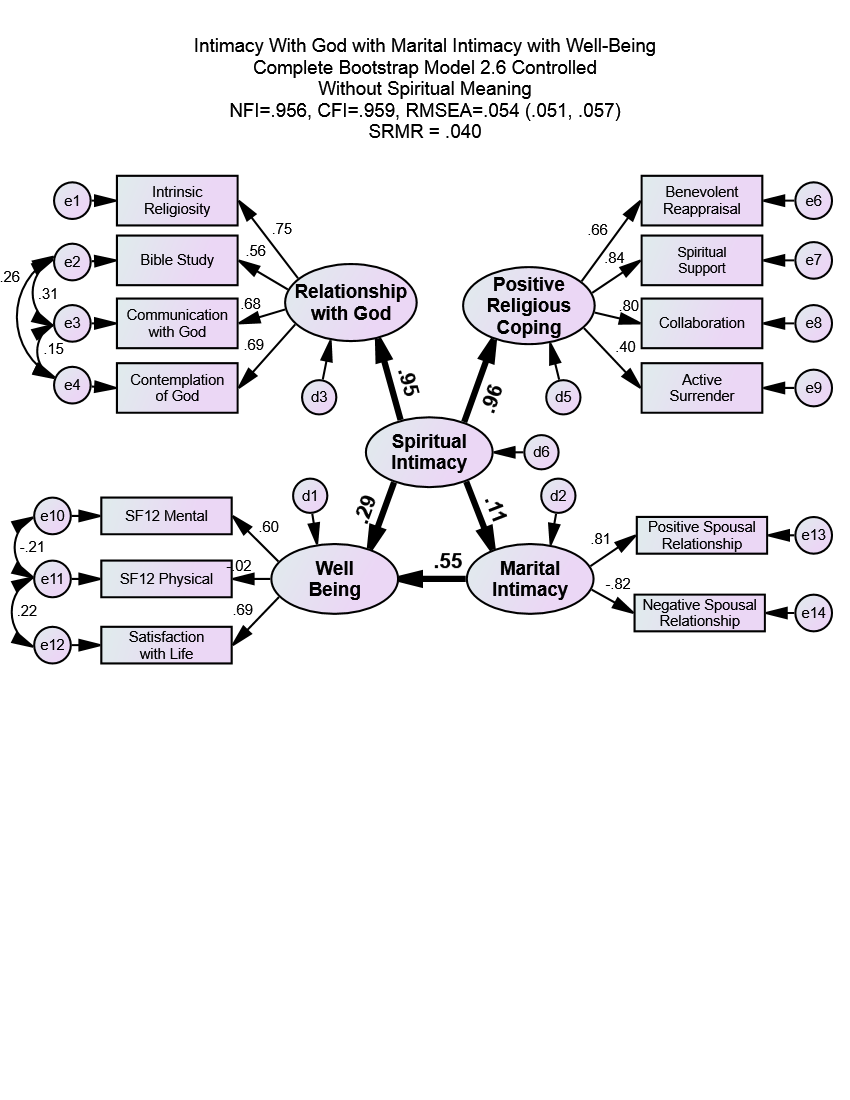 Intimacy With God with Marital Intimacy with Well-Being
Complete Bootstrap Model 2.6 Controlled
Without Spiritual Meaning
NFI=.956, CFI=.959, RMSEA=.054 (.051, .057)
SRMR = .040
e1
Intrinsic
Religiosity
.75
e2
Bible Study
.56
.26
.31
e3
Communication
with God
.68
.15
e4
Contemplation
of God
.69
Relationship
with God
d3
.95
Benevolent
Reappraisal
e6
.66
Spiritual
Support
e7
.84
Collaboration
e8
.80
Active
Surrender
e9
.40
Positive
Religious
Coping
d5
.96
Spiritual
Intimacy
d6
.29
.11
e10
SF12 Mental
.60
-.21
e11
SF12 Physical
-.02
.22
e12
Satisfaction
with Life
.69
d1
Well
Being
.55
d2
Marital
Intimacy
.81
Positive Spousal
Relationship
e13
-.82
Negative Spousal
Relationship
e14